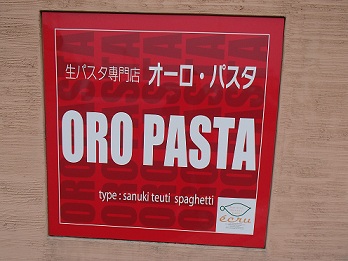 生パスタ専門店 オーロ・パスタ
ORO PASTA
type : sanuki teuti spaghetti
écru